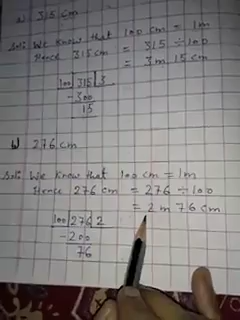 a) 315 cm
Sol: We know that 100 cm = 1m
Hence 315 cm = 315 ÷ 100
= 3 m 15 cm
100 315 3
-300
15
b) 276 cm
Sol: We know that 100 cm = 1m
Hence 276 cm = 276 ÷ 100
= 2 m 76 cm
100 276 2
-200
76